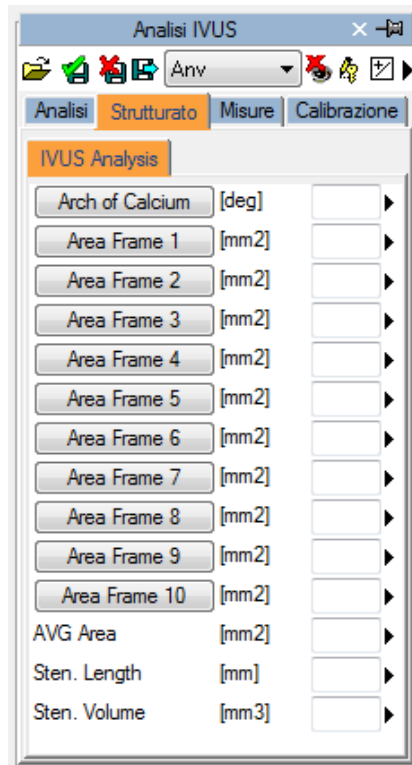 Analisi IVUS
Any
Analisi Strutturato Misure Calibrazione
IVUS Analysis
Arch of Calcium [deg]
Area Frame 1 [mm2]
Area Frame 2 [mm2]
Area Frame 3 [mm2]
Area Frame 4 [mm2]
Area Frame 5 [mm2]
Area Frame 6 [mm2]
Area Frame 7 [mm2]
Area Frame 8 [mm2]
Area Frame 9 [mm2]
Area Frame 10 [mm2]
AVG Area [mm2]
Sten. Length [mm]
Sten. Volume [mm3]